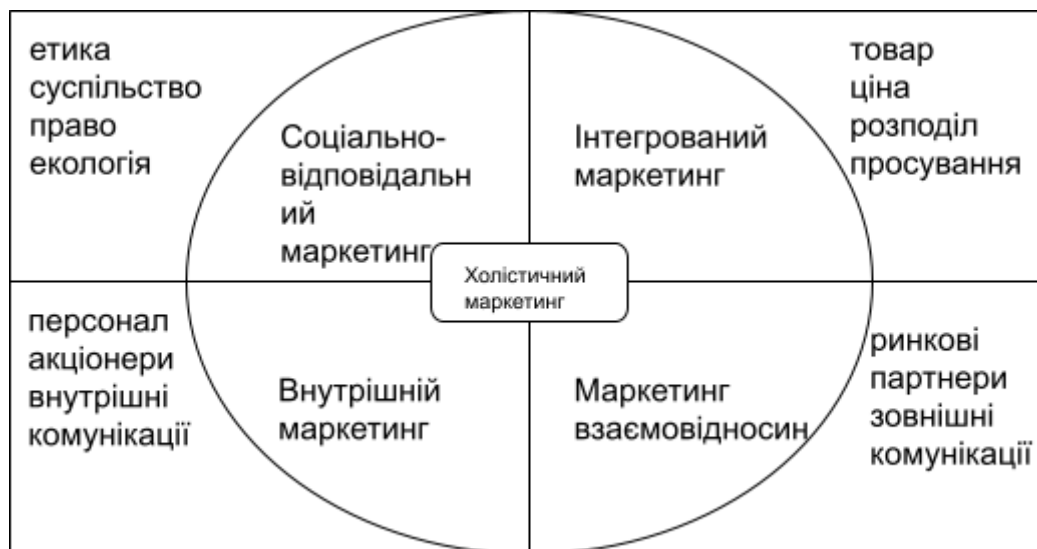 етика
суспільство
право
екологія
Соціально-
відповідальн
ий
маркетинг
Інтегрований
маркетинг
товар
ціна
розподіл
просування
Холістичний
маркетинг
персонал
акціонери
внутрішні
комунікації
Внутрішній
маркетинг
Маркетинг
взаємовідносин
ринкові
партнери
зовнішні
комунікації